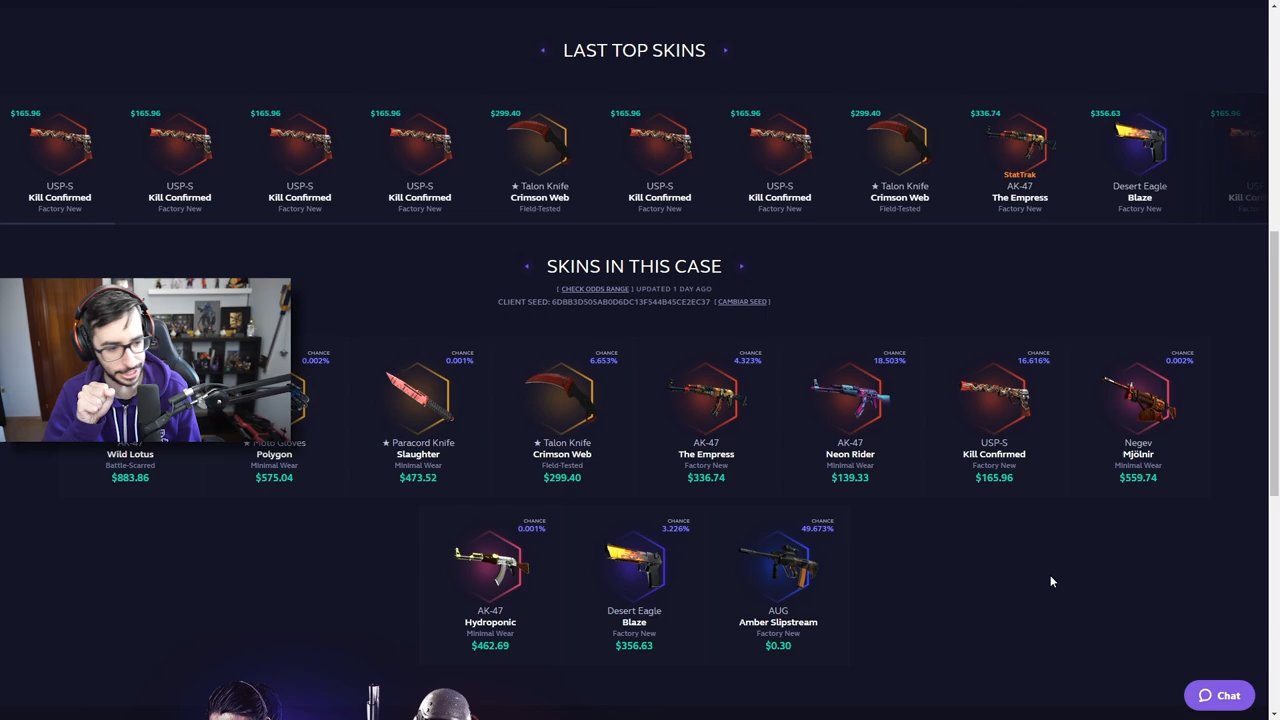 LAST TOP SKINS
$165.96
USP-S
Kill Confirmed
Factory New
$165.96
USP-S
Kill Confirmed
Factory New
$165.96
USP-S
Kill Confirmed
Factory New
$165.96
USP-S
Kill Confirmed
Factory New
$299.40
★ Talon Knife
Crimson Web
Field-Tested
$165.96
USP-S
Kill Confirmed
Factory New
$165.96
USP-S
Kill Confirmed
Factory New
$299.40
★ Talon Knife
Crimson Web
Field-Tested
$336.74
StatTrak
AK-47
The Empress
Factory New
$356.63
Desert Eagle
Blaze
Factory New
$165.96
SKINS IN THIS CASE
[ CHECK ODDS RANGE ] UPDATED 1 DAY AGO
CLIENT SEED: 6DBB3D505AB0D6DC13F544B45CE2EC37 [ CAMBIAR SEED ]
AK-47
Wild Lotus
Battle-Scarred
$883.86
CHANCE
0.002%
★ Moto Gloves
Polygon
Minimal Wear
$575.04
CHANCE
0.001%
★ Paracord Knife
Slaughter
Minimal Wear
$473.52
CHANCE
6.653%
★ Talon Knife
Crimson Web
Field-Tested
$299.40
CHANCE
4.323%
AK-47
The Empress
Factory New
$336.74
CHANCE
18.503%
AK-47
Neon Rider
Minimal Wear
$139.33
CHANCE
16.616%
USP-S
Kill Confirmed
Factory New
$165.96
CHANCE
0.002%
Negev
Mjölnir
Minimal Wear
$559.74
CHANCE
0.001%
AK-47
Hydroponic
Minimal Wear
$462.69
CHANCE
3.226%
Desert Eagle
Blaze
Factory New
$356.63
CHANCE
49.673%
AUG
Amber Slipstream
Factory New
$0.30
Chat